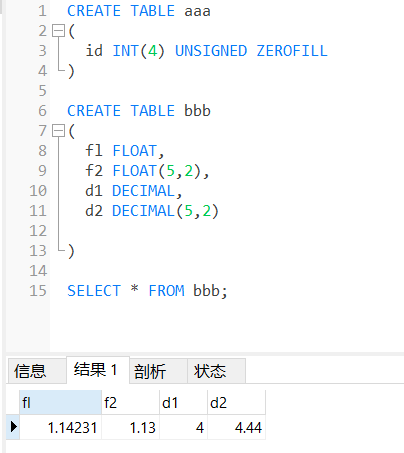 1 CREATE TABLE aaa
2 (
3 id INT(4) UNSIGNED ZEROFILL
4 )
5
6 CREATE TABLE bbb
7 (
8 fl FLOAT,
9 f2 FLOAT(5,2),
10 d1 DECIMAL,
11 d2 DECIMAL(5,2)
12
13 )
14
15 SELECT * FROM bbb;
信息 结果 1 剖析 状态
fl f2 d1 d2
1.14231 1.13 4 4.44